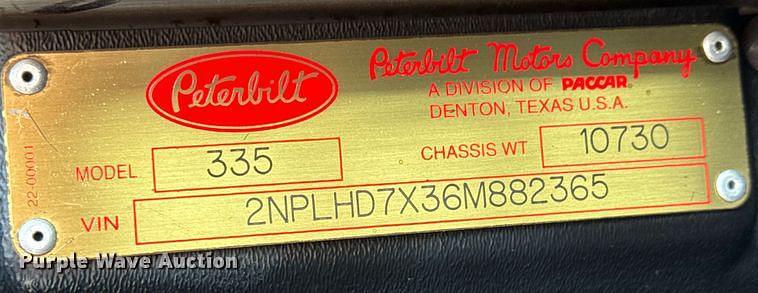 Peterbilt
Peterbilt Motors Company
A DIVISION OF PACCAR
DENTON, TEXAS U.S.A.
MODEL 335
CHASSIS WT 10730
VIN 2NPLHD7X36M882365
22-00001
Purple Wave Auction